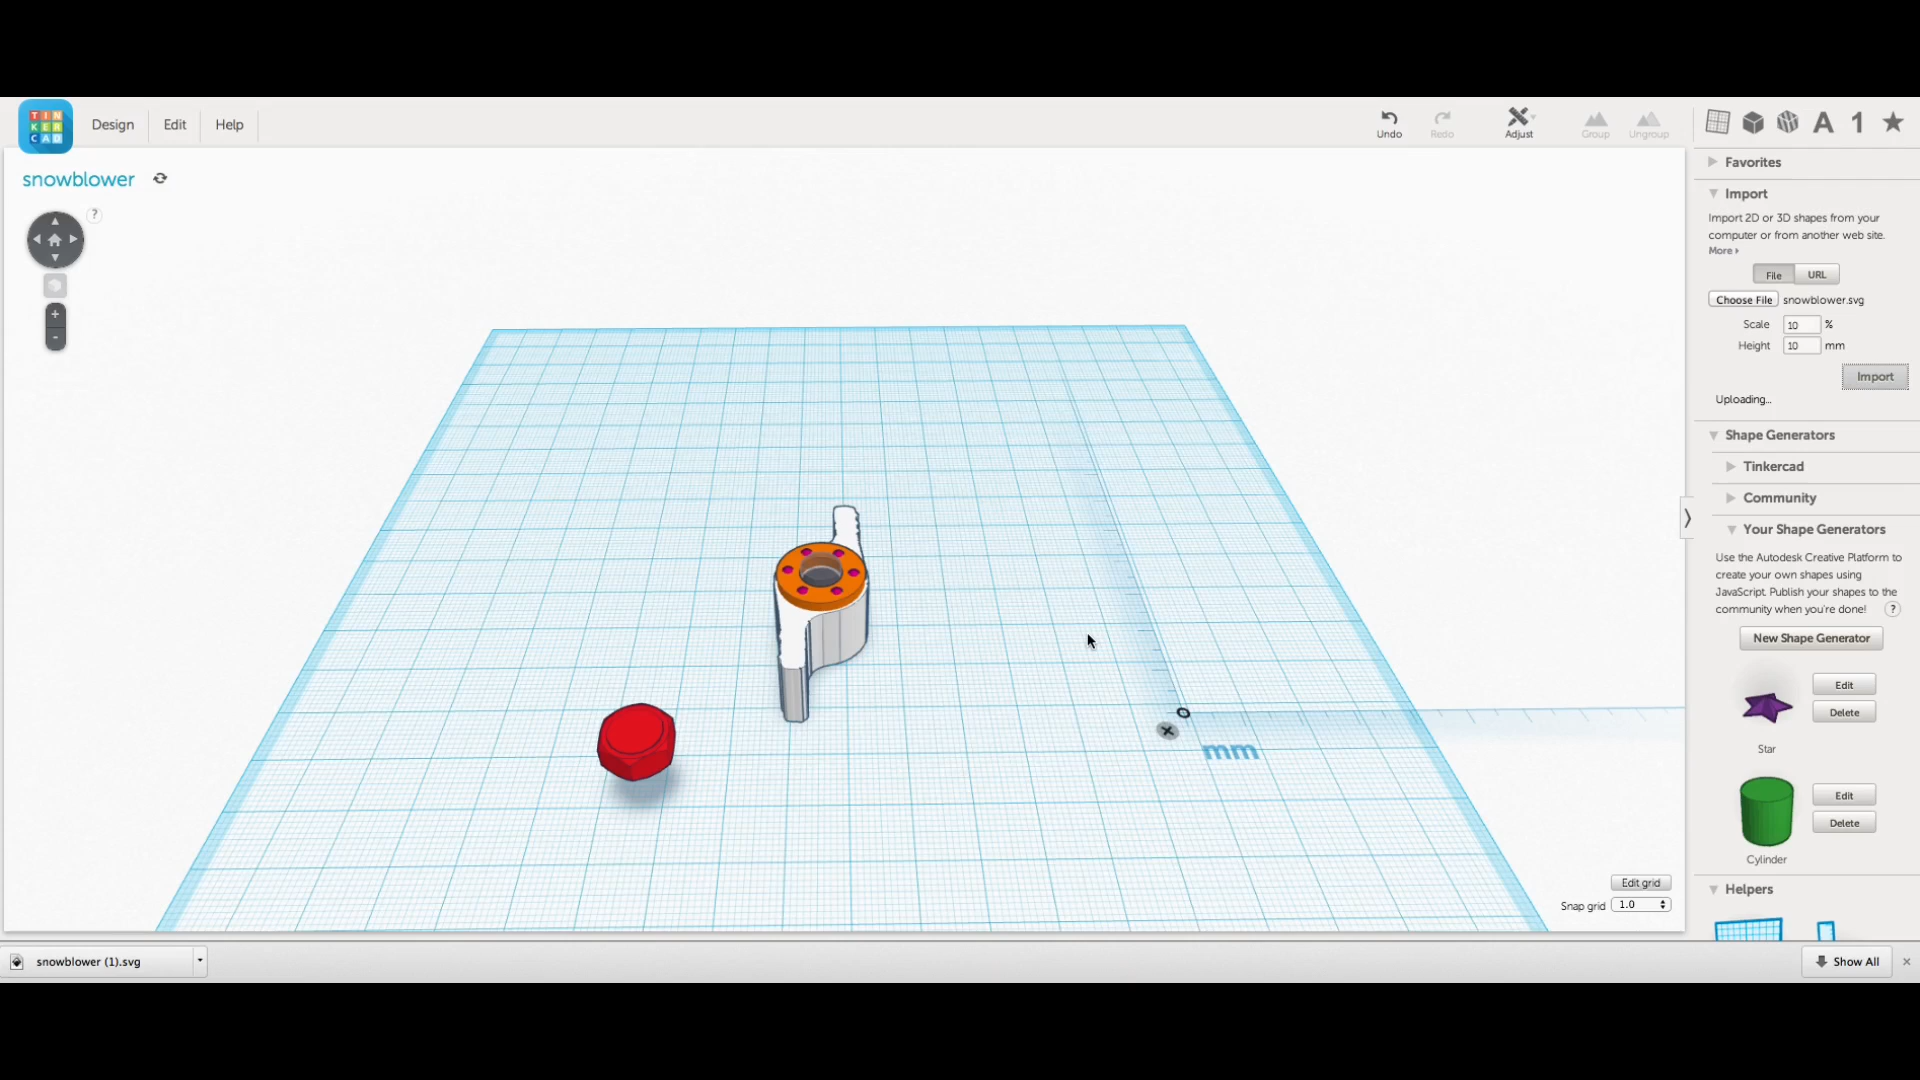 TIN
KER
CAD
Design
Edit
Help
Undo
Redo
Adjust
Group
Ungroup
A
1
snowblower
?
+
-
Favorites
Import
Import 2D or 3D shapes from your
computer or from another web site.
More
File
URL
Choose File snowblower.svg
Scale 10 %
Height 10 mm
Import
Uploading...
Shape Generators
Tinkercad
Community
Your Shape Generators
Use the Autodesk Creative Platform to
create your own shapes using
JavaScript. Publish your shapes to the
community when you're done! ?
New Shape Generator
Edit
Delete
Star
Edit
Delete
Cylinder
Helpers
mm
Edit grid
Snap grid 1.0
snowblower (1).svg
Show All